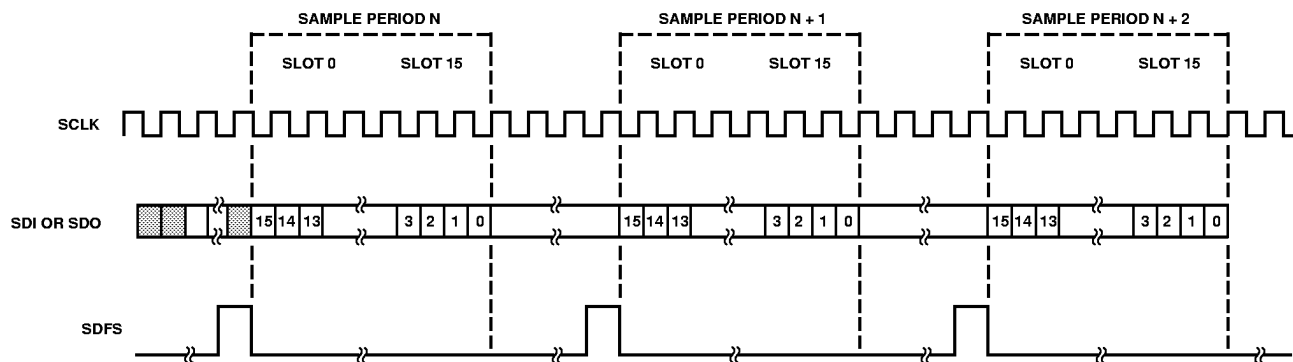 SAMPLE PERIOD N SAMPLE PERIOD N + 1 SAMPLE PERIOD N + 2
SLOT 0 SLOT 15 SLOT 0 SLOT 15 SLOT 0 SLOT 15
SCLK
SDI OR SDO 15 14 13 3 2 1 0 15 14 13 3 2 1 0 15 14 13 3 2 1 0
SDFS